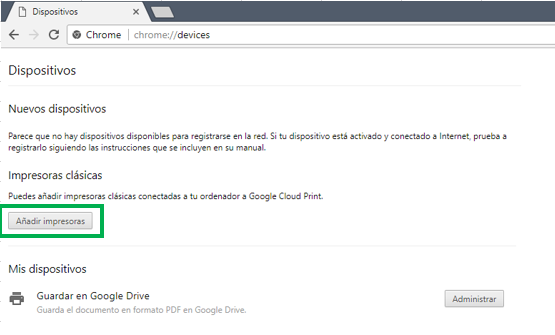 Dispositivos
Chrome | chrome://devices
Dispositivos
Nuevos dispositivos
Parece que no hay dispositivos disponibles para registrarse en la red. Si tu dispositivo está activado y conectado a Internet, prueba a
registrarlo siguiendo las instrucciones que se incluyen en su manual.
Impresoras clásicas
Puedes añadir impresoras clásicas conectadas a tu ordenador a Google Cloud Print.
Añadir impresoras
Mis dispositivos
Guardar en Google Drive
Administrar
Guarda el documento en formato PDF en Google Drive.